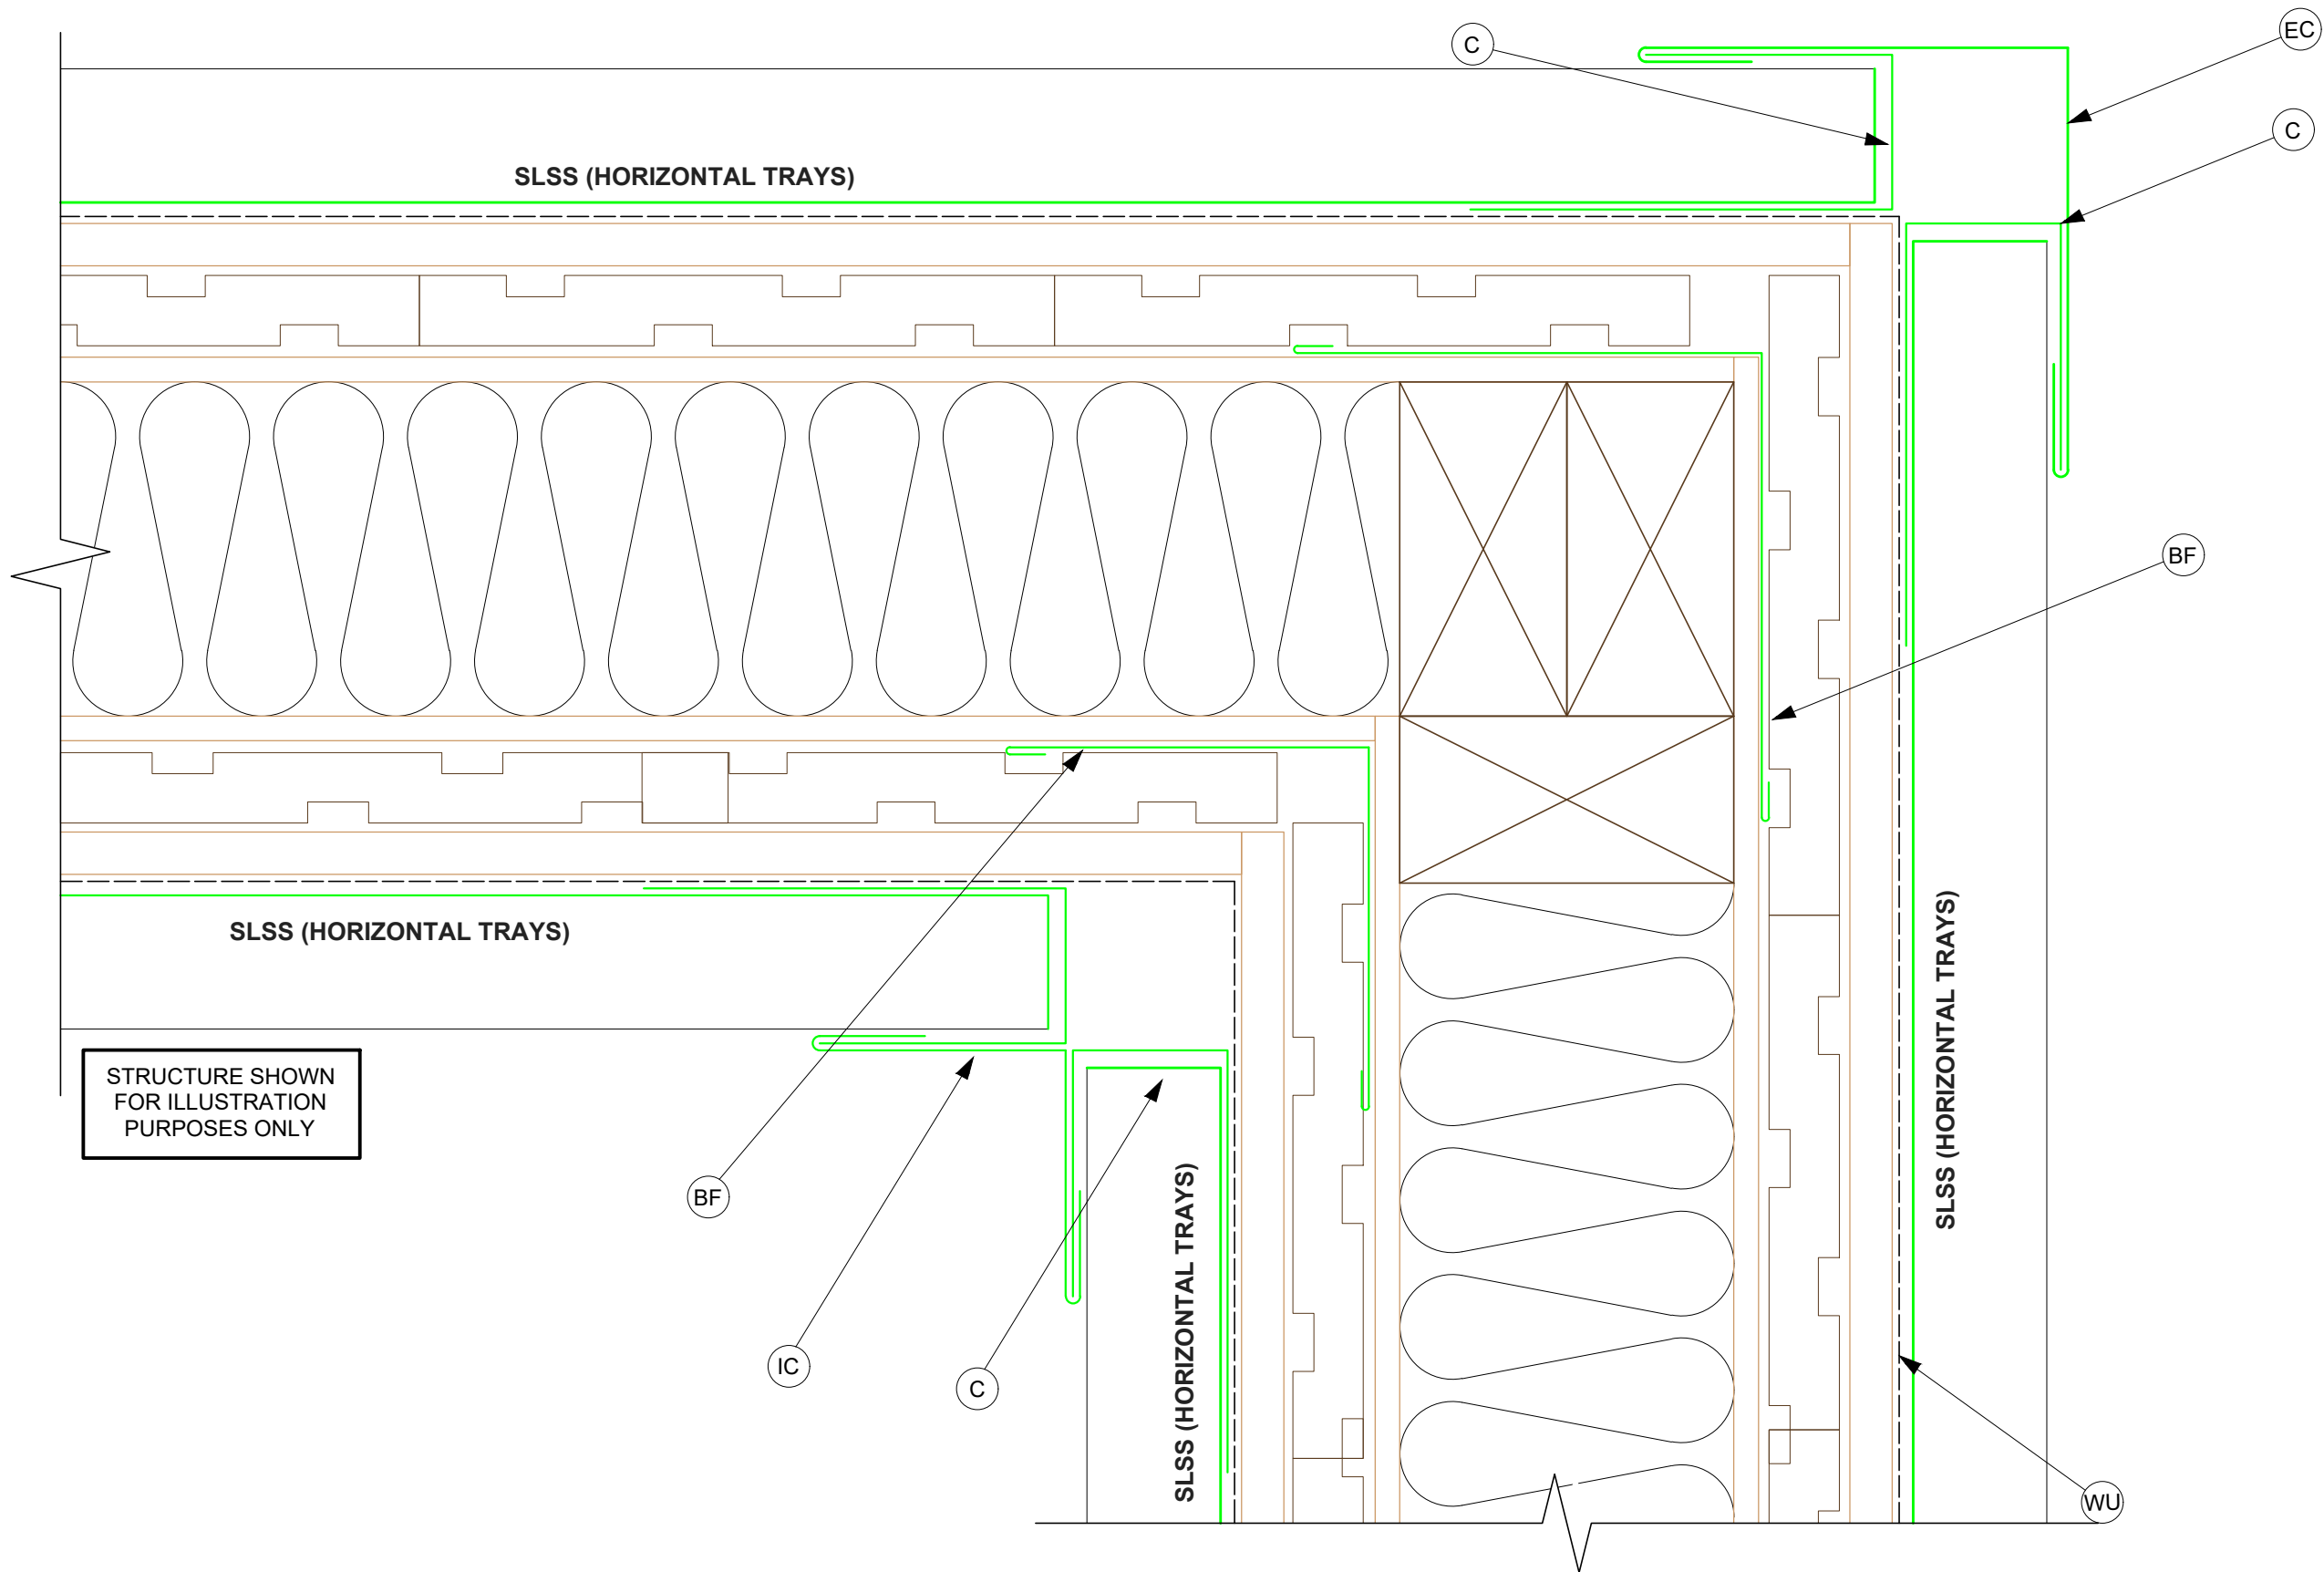 C
EC
C
SLSS (HORIZONTAL TRAYS)
BF
SLSS (HORIZONTAL TRAYS)
SLSS (HORIZONTAL TRAYS)
STRUCTURE SHOWN
FOR ILLUSTRATION
PURPOSES ONLY
BF
SLSS (HORIZONTAL TRAYS)
IC
C
WU